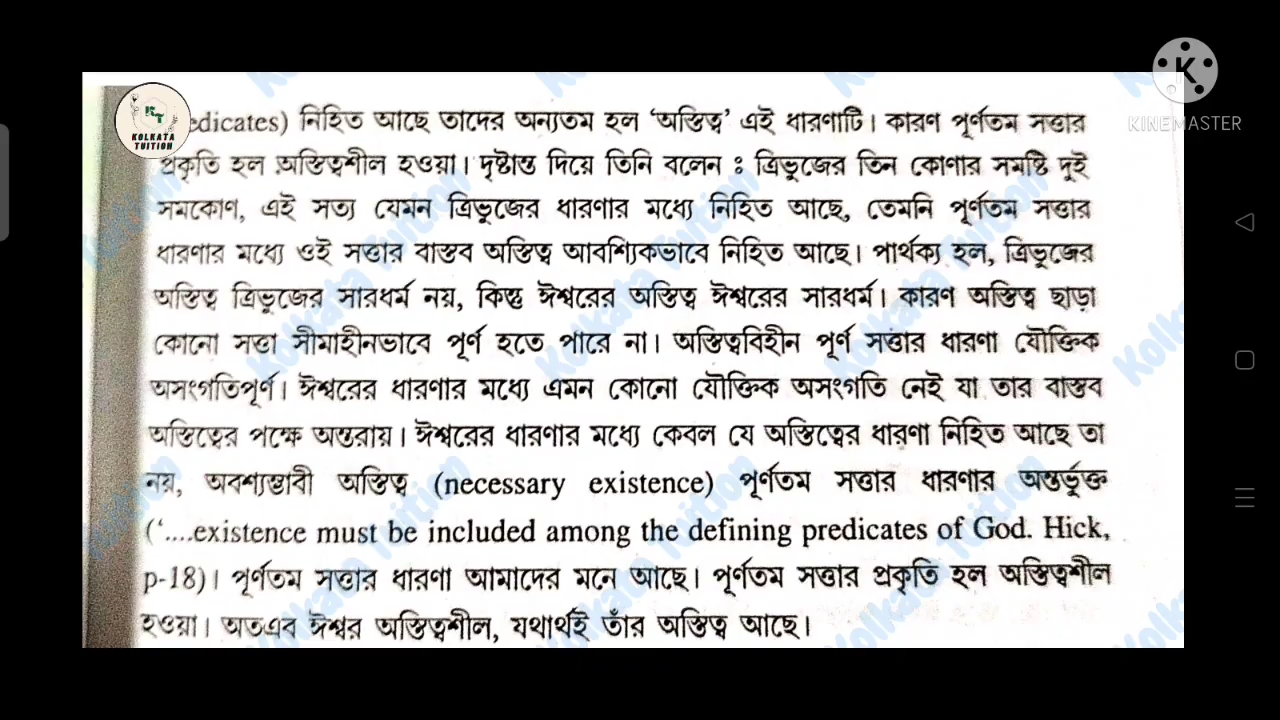 KINEMASTER
KOLKATA
TUITION
edicates) নিহিত আছে তাদের অন্যতম হল ‘অস্তিত্ব’ এই ধারণাটি। কারণ পূর্ণতম সত্তার
প্রকৃতি হল অস্তিত্বশীল হওয়া। দৃষ্টান্ত দিয়ে তিনি বলেন ঃ ত্রিভুজের তিন কোণার সমষ্টি দুই
সমকোণ, এই সত্য যেমন ত্রিভুজের ধারণার মধ্যে নিহিত আছে, তেমনি পূর্ণতম সত্তার
ধারণার মধ্যে ওই সত্তার বাস্তব অস্তিত্ব আবশ্যিকভাবে নিহিত আছে। পার্থক্য হল, ত্রিভুজের
অস্তিত্ব ত্রিভুজের সারধর্ম নয়, কিন্তু ঈশ্বরের অস্তিত্ব ঈশ্বরের সারধর্ম। কারণ অস্তিত্ব ছাড়া
কোনো সত্তা সীমাহীনভাবে পূর্ণ হতে পারে না। অস্তিত্ববিহীন পূর্ণ সত্তার ধারণা যৌক্তিক
অসংগতিপূর্ণ। ঈশ্বরের ধারণার মধ্যে এমন কোনো যৌক্তিক অসংগতি নেই যা তার বাস্তব
অস্তিত্বের পক্ষে অন্তরায়। ঈশ্বরের ধারণার মধ্যে কেবল যে অস্তিত্বের ধারণা নিহিত আছে তা
নয়, অবশ্যম্ভাবী অস্তিত্ব (necessary existence) পূর্ণতম সত্তার ধারণার অন্তর্ভুক্ত
(‘....existence must be included among the defining predicates of God. Hick,
p-18)। পূর্ণতম সত্তার ধারণা আমাদের মনে আছে। পূর্ণতম সত্তার প্রকৃতি হল অস্তিত্বশীল
হওয়া। অতএব ঈশ্বর অস্তিত্বশীল, যথার্থই তাঁর অস্তিত্ব আছে।